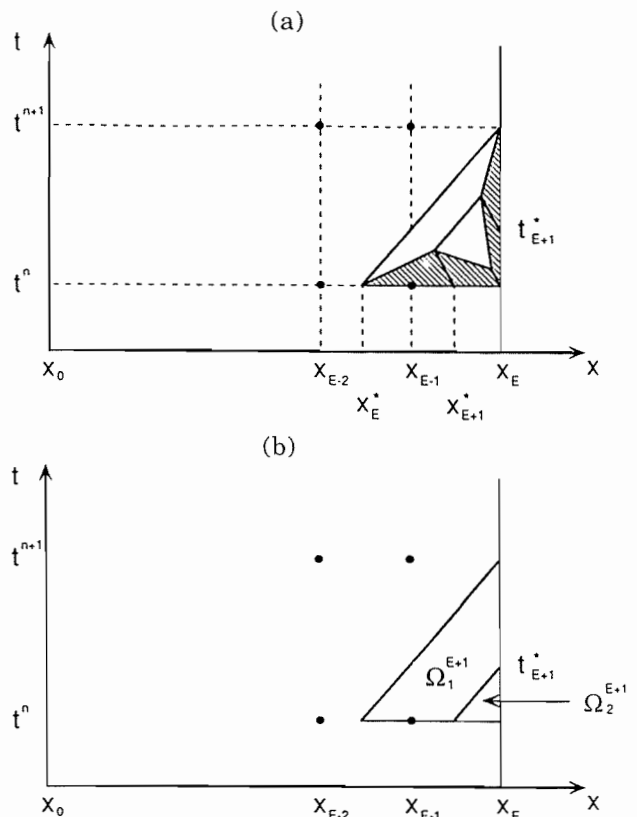 (a)
t
t^{n+1}
t^*_{E+1}
t^n
X_0 X_{E-2} X_{E-1} X_E X
X^*_E X^*_{E+1}
(b)
t
t^{n+1}
t^*_{E+1}
Ω_1^{E+1}
Ω_2^{E+1}
t^n
X_0 X_{E-2} X_{E-1} X_E X